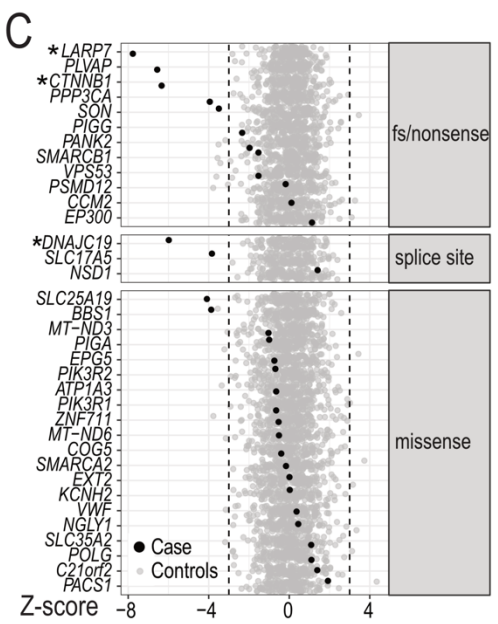 C
*LARP7
PLVAP
*CTNNB1
PPP3CA
SON
PIGG
PANK2
SMARCB1
VPS53
PSMD12
CCM2
EP300
fs/nonsense
*DNAJC19
SLC17A5
NSD1
splice site
SLC25A19
BBS1
MT−ND3
PIGA
EPG5
PIK3R2
ATP1A3
PIK3R1
ZNF711
MT−ND6
COG5
SMARCA2
EXT2
KCNH2
VWF
NGLY1
SLC35A2
POLG
C21orf2
PACS1
missense
Case
Controls
Z-score
−8 −4 0 4